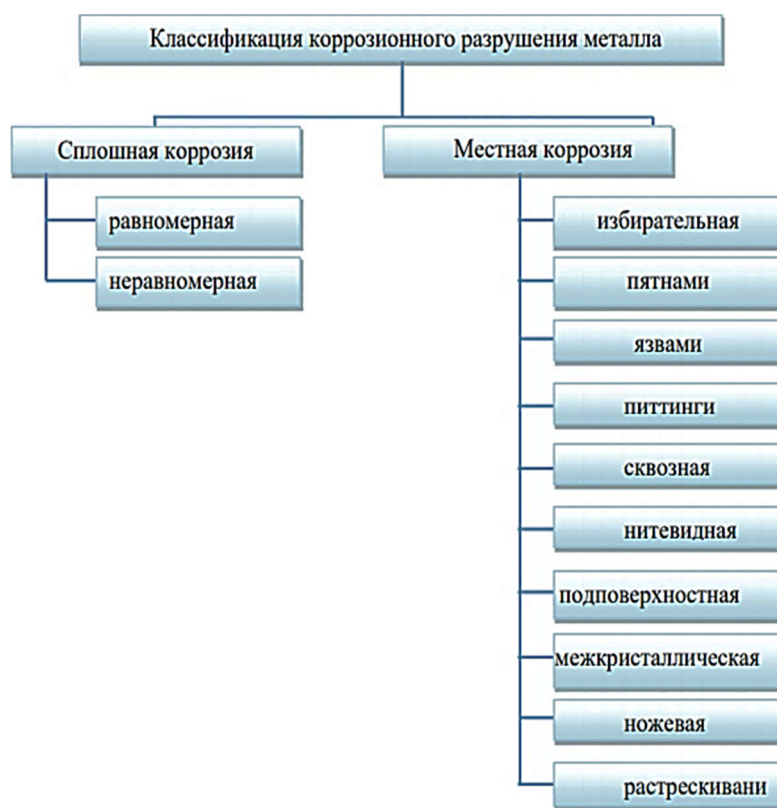 Классификация коррозионного разрушения металла
Сплошная коррозия
равномерная
неравномерная
Местная коррозия
избирательная
пятнами
язвами
питтинги
сквозная
нитевидная
подповерхностная
межкристаллическая
ножевая
растрескивани